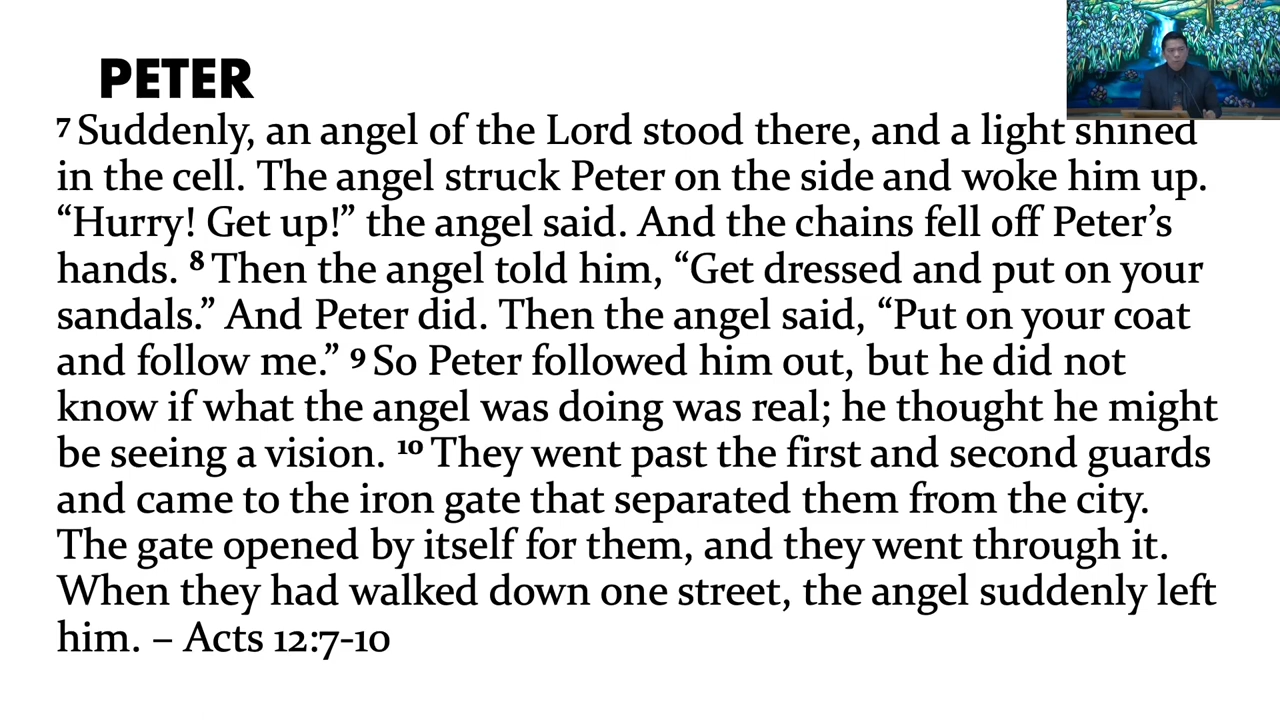 PETER
7 Suddenly, an angel of the Lord stood there, and a light shined
in the cell. The angel struck Peter on the side and woke him up.
“Hurry! Get up!” the angel said. And the chains fell off Peter’s
hands. 8 Then the angel told him, “Get dressed and put on your
sandals.” And Peter did. Then the angel said, “Put on your coat
and follow me.” 9 So Peter followed him out, but he did not
know if what the angel was doing was real; he thought he might
be seeing a vision. 10 They went past the first and second guards
and came to the iron gate that separated them from the city.
The gate opened by itself for them, and they went through it.
When they had walked down one street, the angel suddenly left
him. – Acts 12:7-10